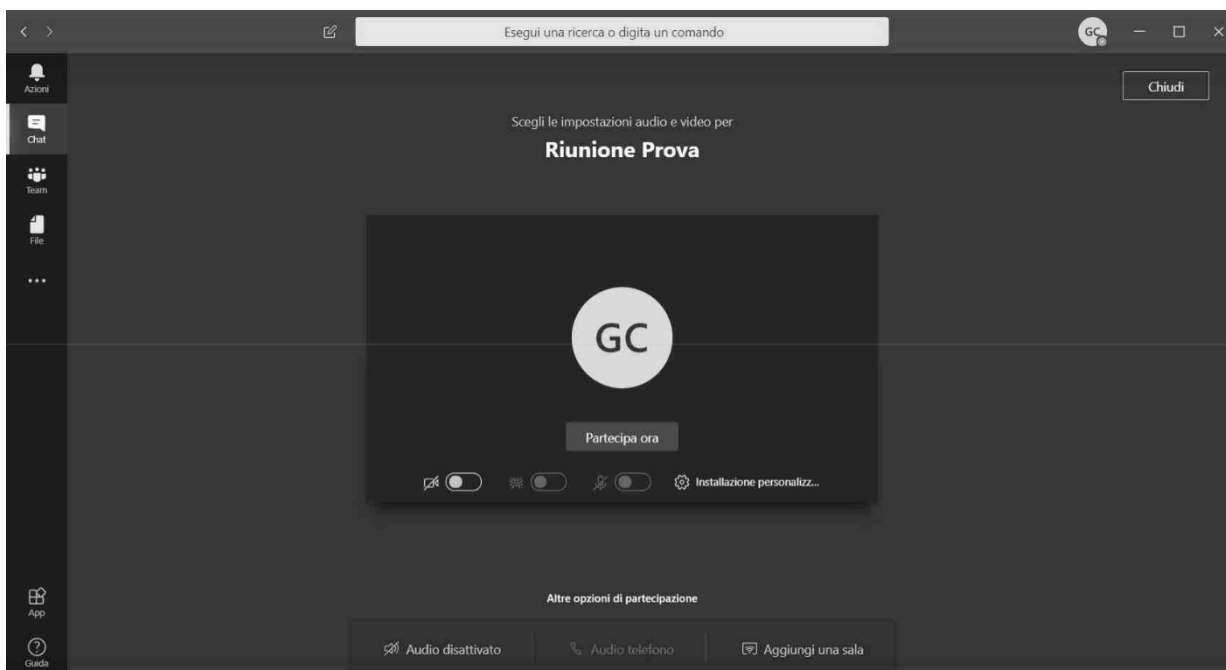 Esegui una ricerca o digita un comando
GC
Azioni
Chat
Team
File
App
Guida
Chiudi
Scegli le impostazioni audio e video per
Riunione Prova
GC
Partecipa ora
Installazione personalizz...
Altre opzioni di partecipazione
Audio disattivato
Audio telefono
Aggiungi una sala